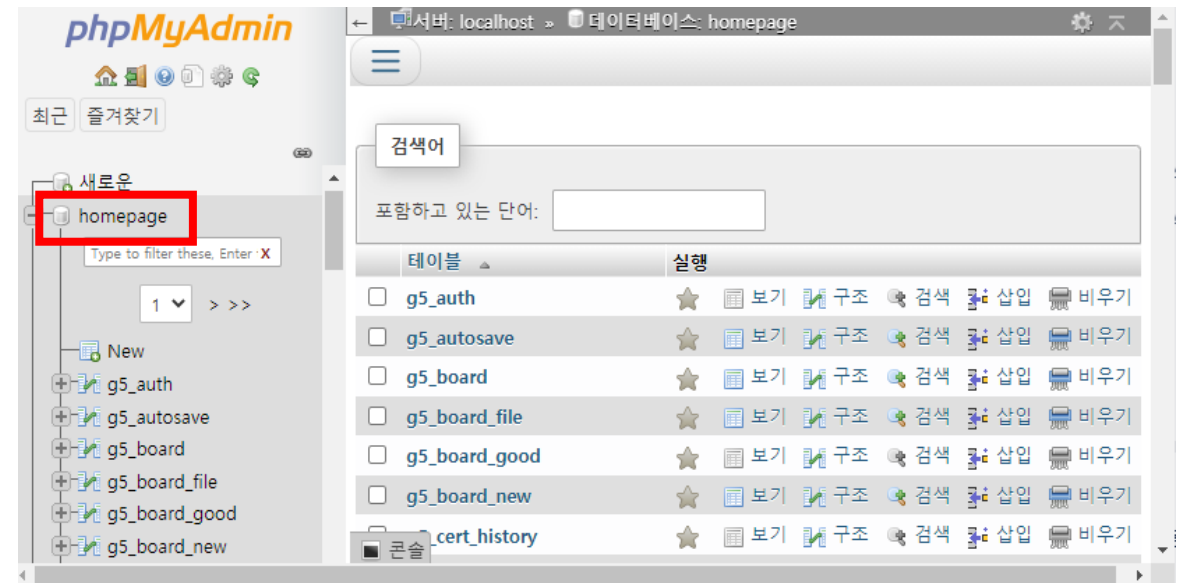 phpMyAdmin
최근 즐겨찾기
새로운
homepage
Type to filter these, Enter X
1 > >>
New
g5_auth
g5_autosave
g5_board
g5_board_file
g5_board_good
g5_board_new
← 서버: localhost » 데이터베이스: homepage
검색어
포함하고 있는 단어:
테이블 실행
g5_auth 보기 구조 검색 삽입 비우기
g5_autosave 보기 구조 검색 삽입 비우기
g5_board 보기 구조 검색 삽입 비우기
g5_board_file 보기 구조 검색 삽입 비우기
g5_board_good 보기 구조 검색 삽입 비우기
g5_board_new 보기 구조 검색 삽입 비우기
_cert_history 보기 구조 검색 삽입 비우기
콘솔